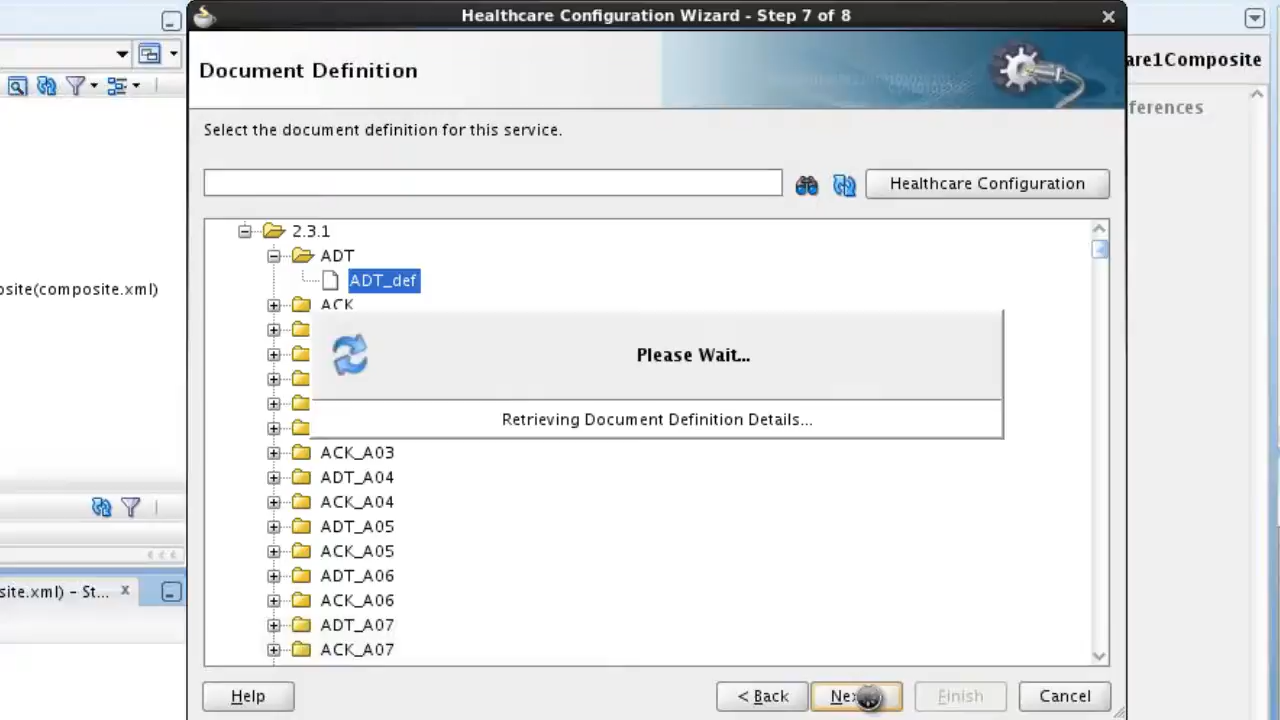 Healthcare Configuration Wizard - Step 7 of 8
Document Definition
are1Composite
ferences
Select the document definition for this service.
Healthcare Configuration
2.3.1
ADT
ADT_def
ACK
osite(composite.xml)
Please Wait...
Retrieving Document Definition Details...
ACK_A03
ADT_A04
ACK_A04
ADT_A05
ACK_A05
ADT_A06
ACK_A06
ADT_A07
ACK_A07
site.xml) - St...
Help
< Back
Nex
Finish
Cancel